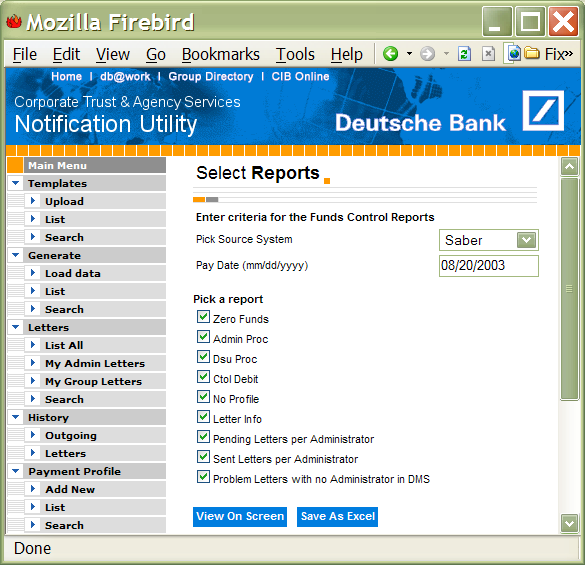 Mozilla Firebird
File Edit View Go Bookmarks Tools Help Fix»
Home | db@work | Group Directory | CIB Online
Corporate Trust & Agency Services
Notification Utility
Deutsche Bank
Main Menu
Templates
Upload
List
Search
Generate
Load data
List
Search
Letters
List All
My Admin Letters
My Group Letters
Search
History
Outgoing
Letters
Payment Profile
Add New
List
Search
Select Reports
Enter criteria for the Funds Control Reports
Pick Source System Saber
Pay Date (mm/dd/yyyy) 08/20/2003
Pick a report
Zero Funds
Admin Proc
Dsu Proc
Ctol Debit
No Profile
Letter Info
Pending Letters per Administrator
Sent Letters per Administrator
Problem Letters with no Administrator in DMS
View On Screen Save As Excel
Done